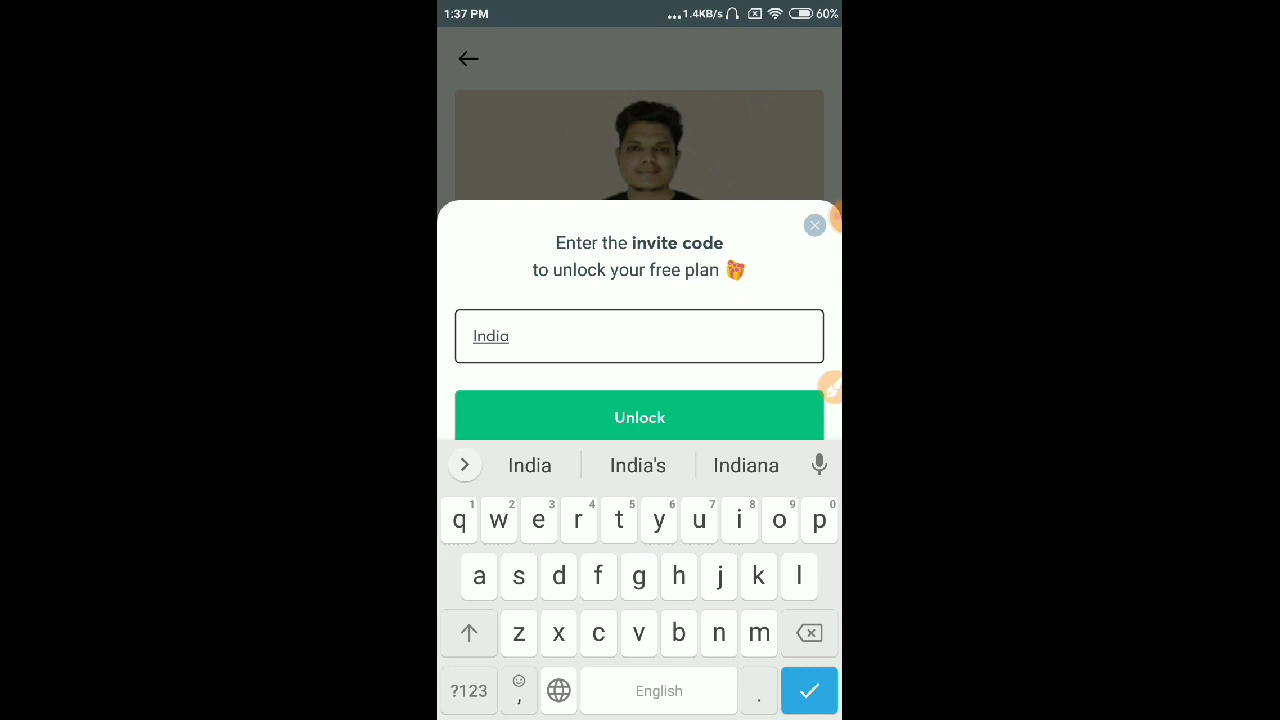 1:37 PM
...1.4KB/s
60%
Enter the invite code
to unlock your free plan
India
Unlock
India India's Indiana
1 2 3 4 5 6 7 8 9 0
q w e r t y u i o p
a s d f g h j k l
z x c v b n m
?123 , English .